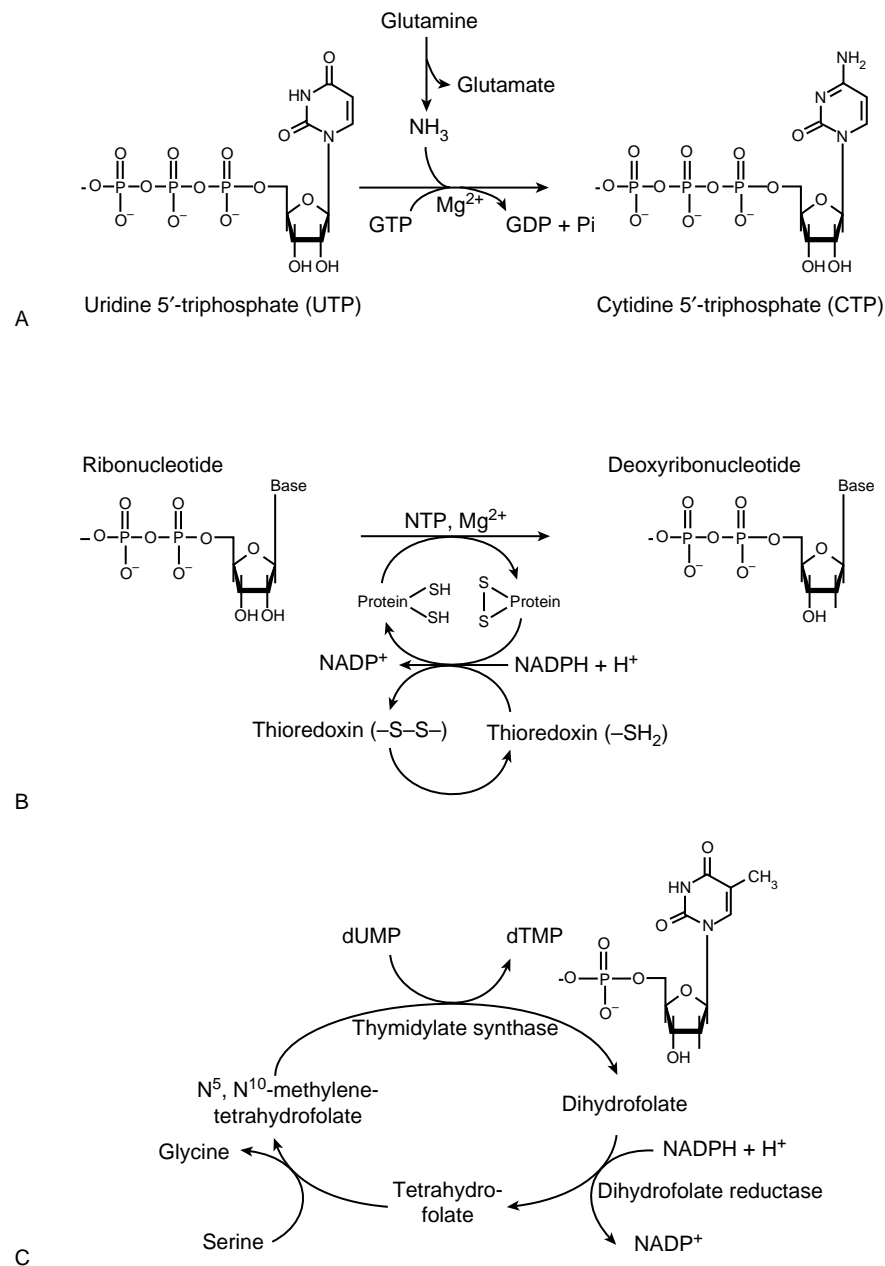 Glutamine
Glutamate
NH₃
GTP
Mg²⁺
GDP + Pi
O
HN
O
N
O O O
-O–P–O–P–O–P–O
O⁻ O⁻ O⁻
O
OH OH
Uridine 5′-triphosphate (UTP)
NH₂
N
O
N
O O O
-O–P–O–P–O–P–O
O⁻ O⁻ O⁻
O
OH OH
Cytidine 5′-triphosphate (CTP)
A
Ribonucleotide
Base
O O
–O–P–O–P–O
O⁻ O⁻
O
OH OH
NTP, Mg²⁺
Protein
SH
SH
S
S
Protein
NADP⁺
NADPH + H⁺
Thioredoxin (–S–S–)
Thioredoxin (–SH₂)
Deoxyribonucleotide
Base
O O
-O–P–O–P–O
O⁻ O⁻
O
OH
B
dUMP
dTMP
Thymidylate synthase
O
CH₃
HN
O
N
O
-O–P–O
O⁻
O
OH
N⁵, N¹⁰-methylene-
tetrahydrofolate
Dihydrofolate
Glycine
NADPH + H⁺
Tetrahydro-
folate
Dihydrofolate reductase
Serine
NADP⁺
C